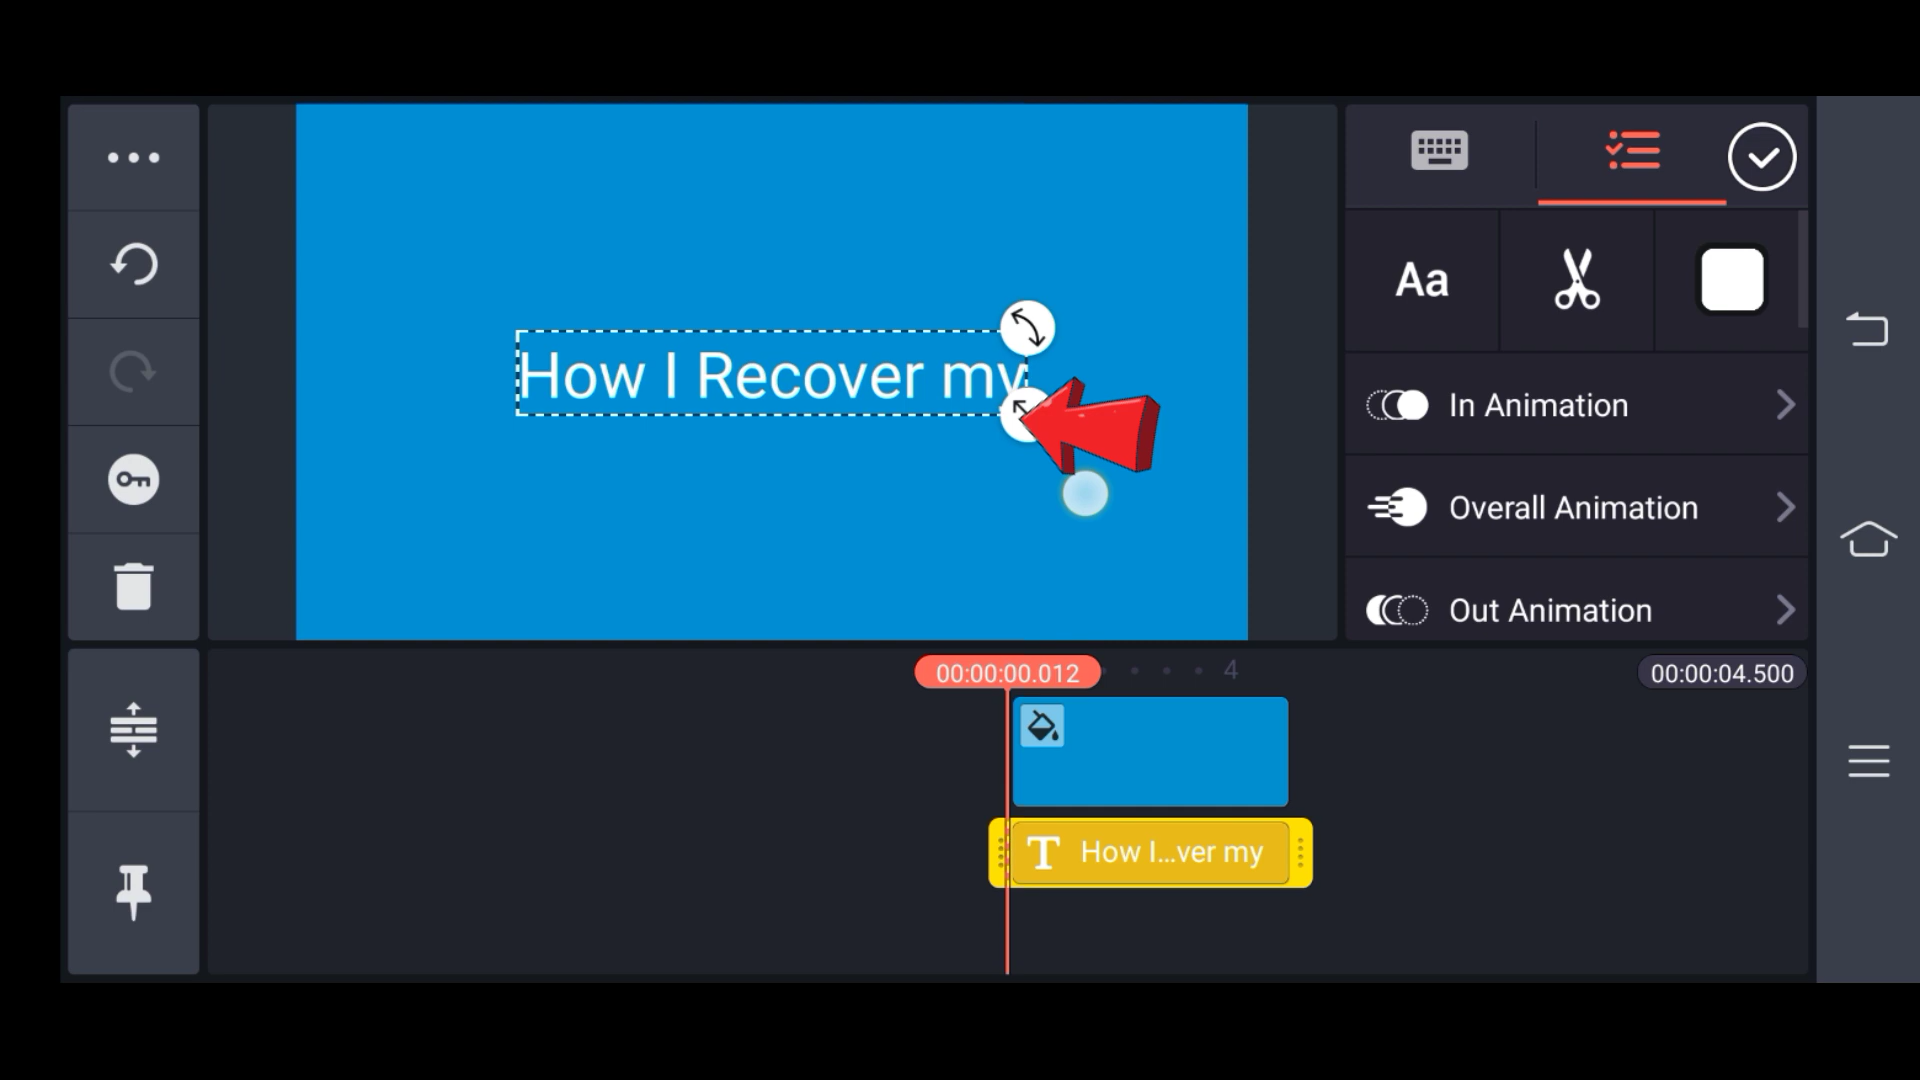 How I Recover my
Aa
In Animation
Overall Animation
Out Animation
00:00:00.012
4
00:00:04.500
T How I...ver my